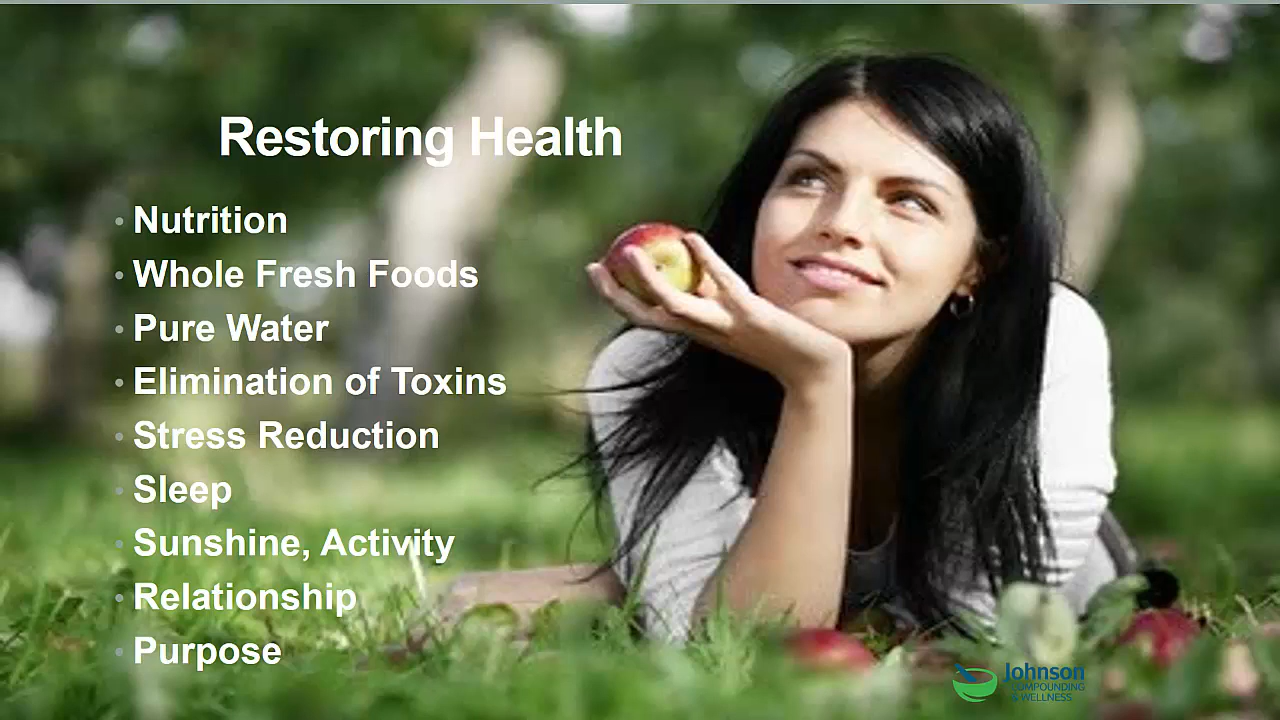 Restoring Health
• Nutrition
• Whole Fresh Foods
• Pure Water
• Elimination of Toxins
• Stress Reduction
• Sleep
• Sunshine, Activity
• Relationship
• Purpose
Johnson
COMPOUNDING
& WELLNESS